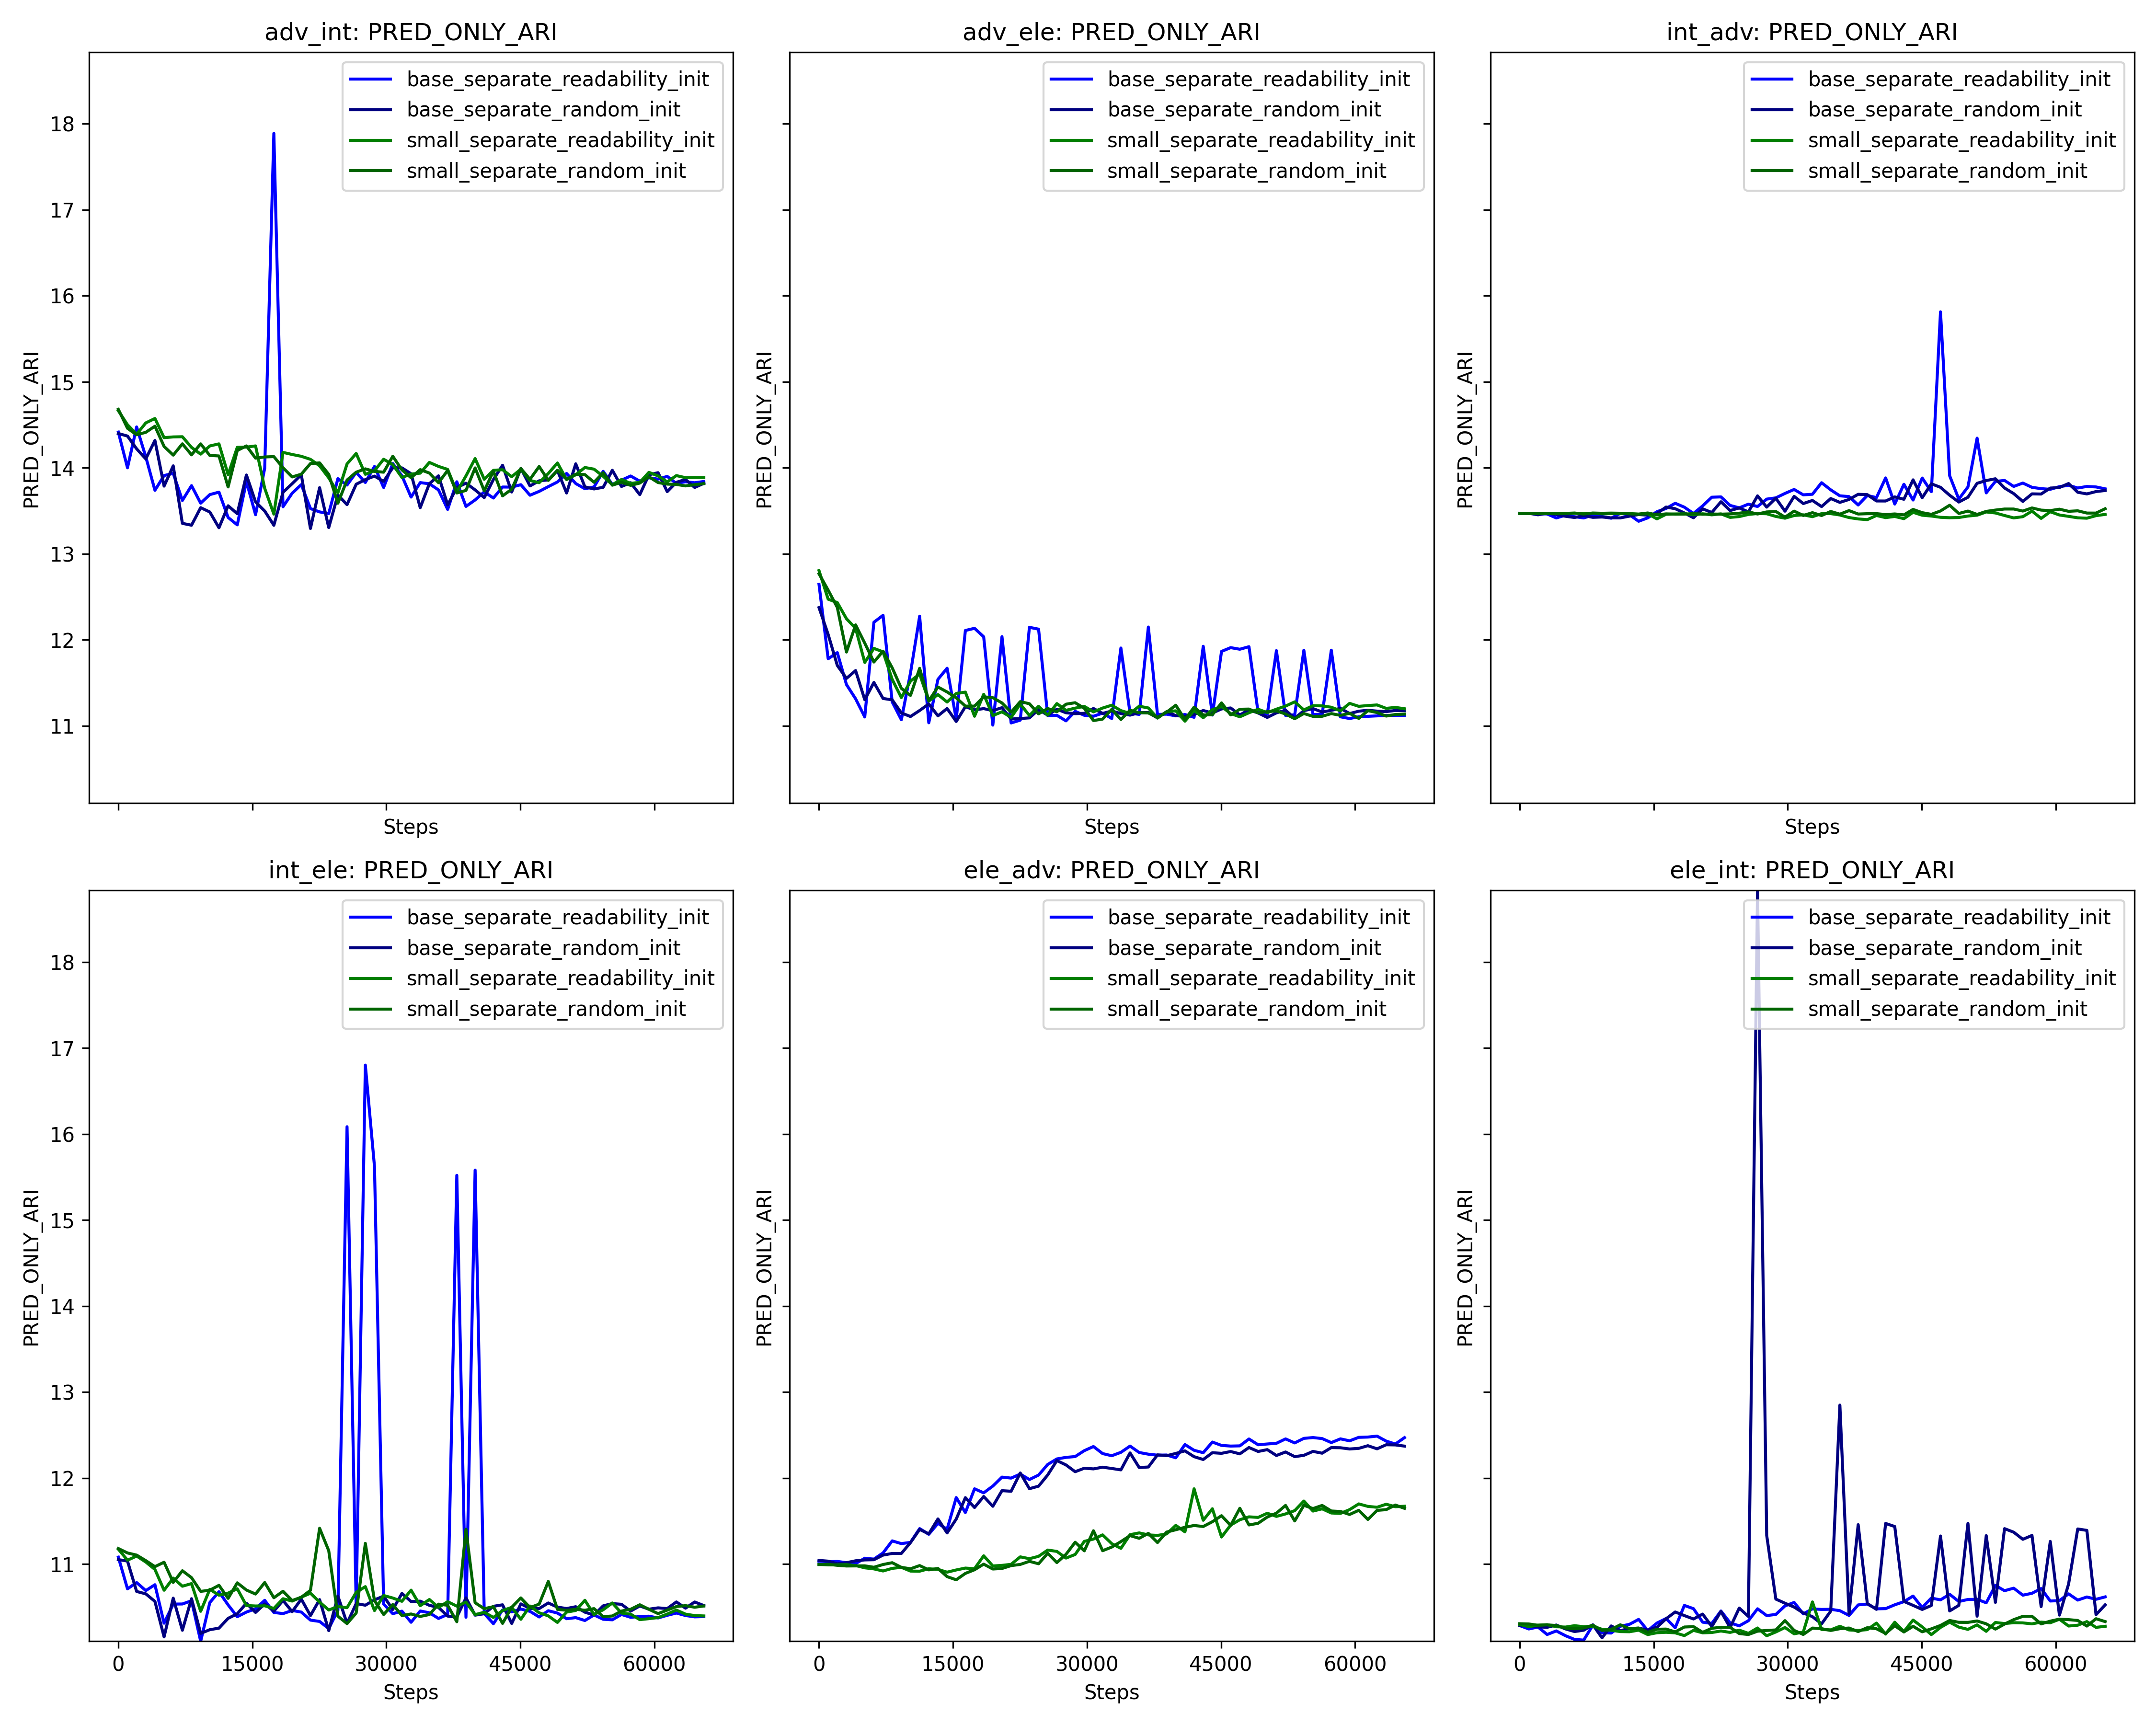 adv_int: PRED_ONLY_ARI
base_separate_readability_init
base_separate_random_init
small_separate_readability_init
small_separate_random_init
18
17
16
15
14
13
12
11
PRED_ONLY_ARI
Steps
adv_ele: PRED_ONLY_ARI
base_separate_readability_init
base_separate_random_init
small_separate_readability_init
small_separate_random_init
PRED_ONLY_ARI
Steps
int_adv: PRED_ONLY_ARI
base_separate_readability_init
base_separate_random_init
small_separate_readability_init
small_separate_random_init
PRED_ONLY_ARI
Steps
int_ele: PRED_ONLY_ARI
base_separate_readability_init
base_separate_random_init
small_separate_readability_init
small_separate_random_init
18
17
16
15
14
13
12
11
PRED_ONLY_ARI
0 15000 30000 45000 60000
Steps
ele_adv: PRED_ONLY_ARI
base_separate_readability_init
base_separate_random_init
small_separate_readability_init
small_separate_random_init
PRED_ONLY_ARI
0 15000 30000 45000 60000
Steps
ele_int: PRED_ONLY_ARI
base_separate_readability_init
base_separate_random_init
small_separate_readability_init
small_separate_random_init
PRED_ONLY_ARI
0 15000 30000 45000 60000
Steps